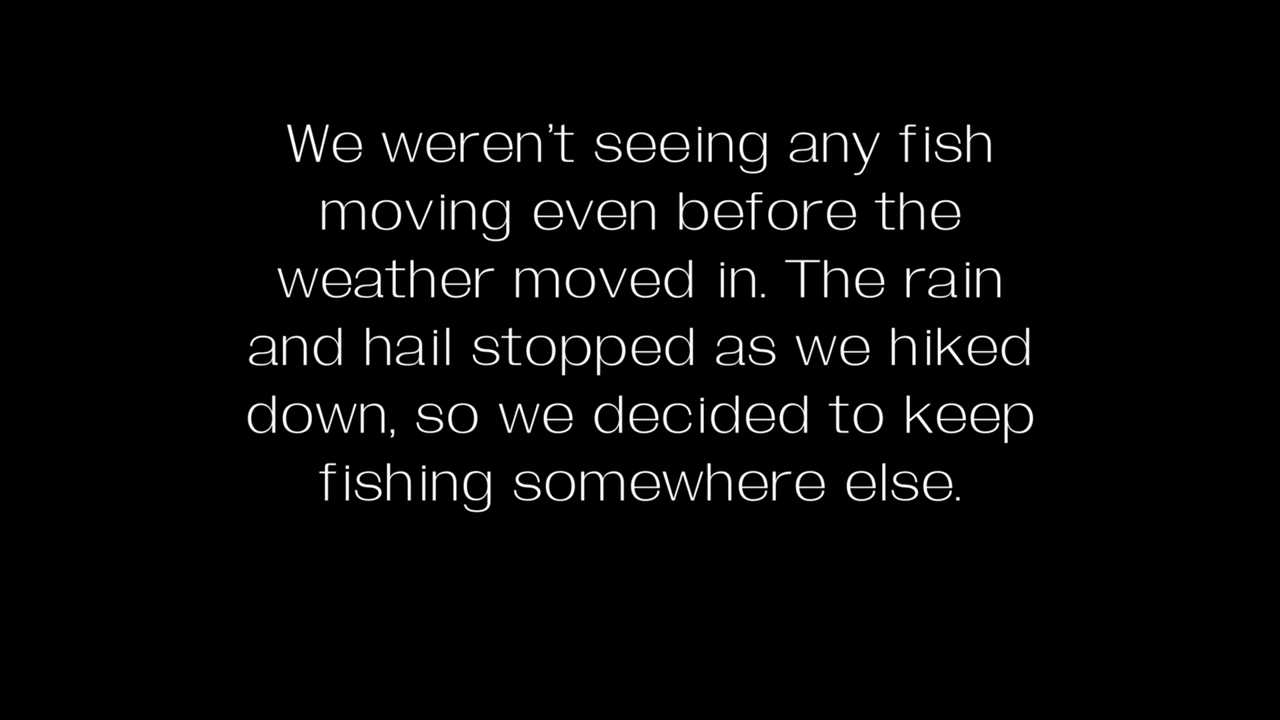 We weren’t seeing any fish
moving even before the
weather moved in. The rain
and hail stopped as we hiked
down, so we decided to keep
fishing somewhere else.